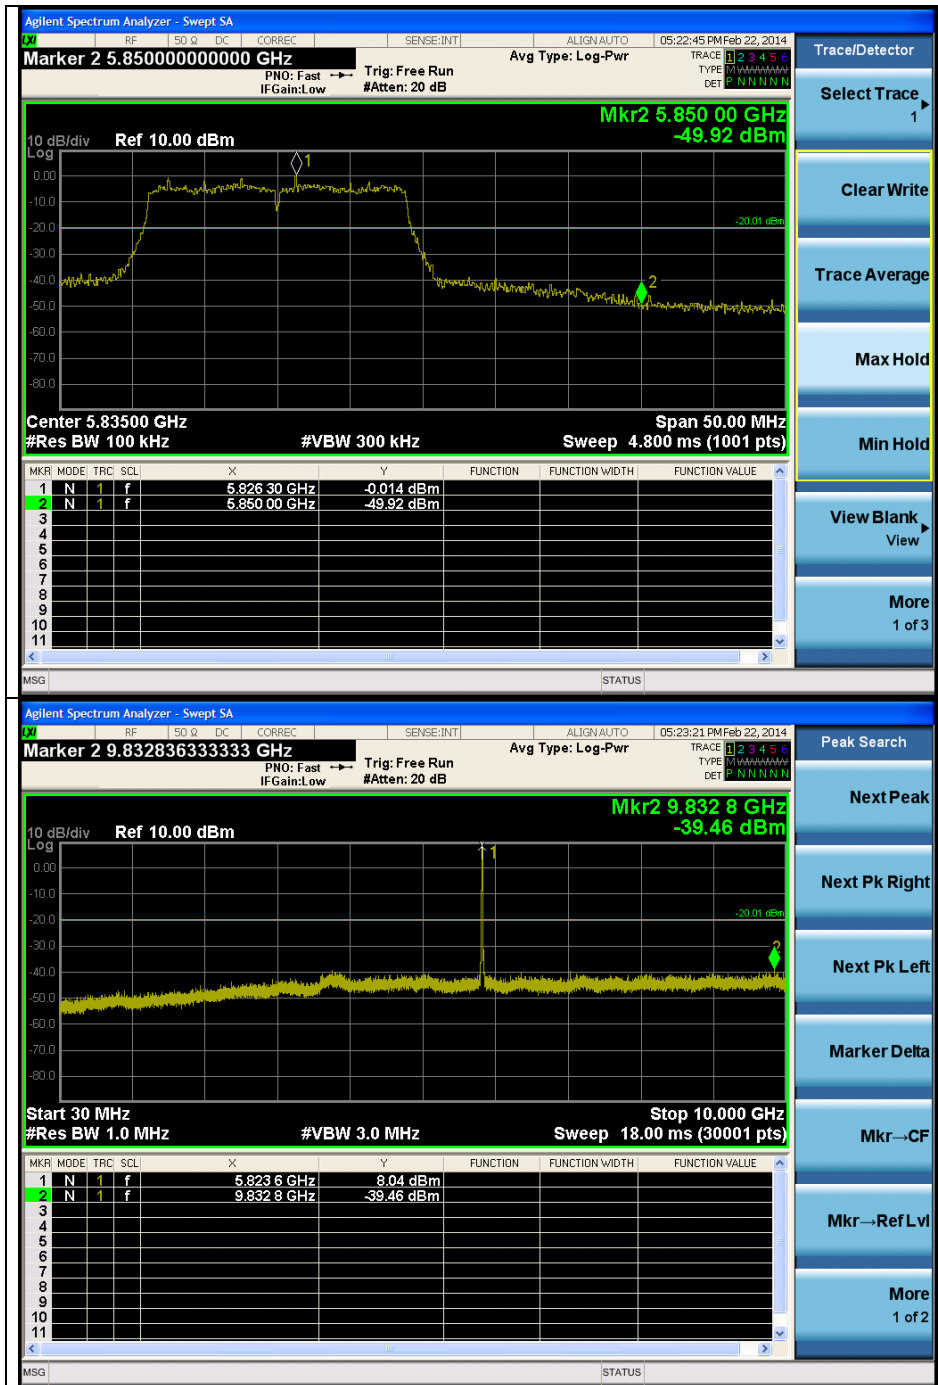 Agilent Spectrum Analyzer - Swept SA
LXI RF 50 Ω DC CORREC SENSE:INT ALIGN AUTO 05:22:45 PM Feb 22, 2014
Marker 2 5.850000000000 GHz
PNO: Fast
IFGain:Low
Trig: Free Run
#Atten: 20 dB
Avg Type: Log-Pwr
TRACE 1 2 3 4 5 6
TYPE M WWWWW
DET P N N N N N
Mkr2 5.850 00 GHz
-49.92 dBm
10 dB/div Ref 10.00 dBm
Log
1
0.00
-10.0
-20.0
-20.01 dBm
-30.0
-40.0
2
-50.0
-60.0
-70.0
-80.0
Center 5.83500 GHz Span 50.00 MHz
#Res BW 100 kHz #VBW 300 kHz Sweep 4.800 ms (1001 pts)
MKR MODE TRC SCL X Y FUNCTION FUNCTION WIDTH FUNCTION VALUE
1 N 1 f 5.826 30 GHz -0.014 dBm
2 N 1 f 5.850 00 GHz -49.92 dBm
3
4
5
6
7
8
9
10
11
MSG STATUS
Trace/Detector
Select Trace
1
Clear Write
Trace Average
Max Hold
Min Hold
View Blank
View
More
1 of 3
Agilent Spectrum Analyzer - Swept SA
LXI RF 50 Ω DC CORREC SENSE:INT ALIGN AUTO 05:23:21 PM Feb 22, 2014
Marker 2 9.832836333333 GHz
PNO: Fast
IFGain:Low
Trig: Free Run
#Atten: 20 dB
Avg Type: Log-Pwr
TRACE 1 2 3 4 5 6
TYPE M WWWWW
DET P N N N N N
Mkr2 9.832 8 GHz
-39.46 dBm
10 dB/div Ref 10.00 dBm
Log
1
0.00
-10.0
-20.0
-20.01 dBm
-30.0
2
-40.0
-50.0
-60.0
-70.0
-80.0
Start 30 MHz Stop 10.000 GHz
#Res BW 1.0 MHz #VBW 3.0 MHz Sweep 18.00 ms (30001 pts)
MKR MODE TRC SCL X Y FUNCTION FUNCTION WIDTH FUNCTION VALUE
1 N 1 f 5.823 6 GHz 8.04 dBm
2 N 1 f 9.832 8 GHz -39.46 dBm
3
4
5
6
7
8
9
10
11
MSG STATUS
Peak Search
Next Peak
Next Pk Right
Next Pk Left
Marker Delta
Mkr→CF
Mkr→Ref Lvl
More
1 of 2